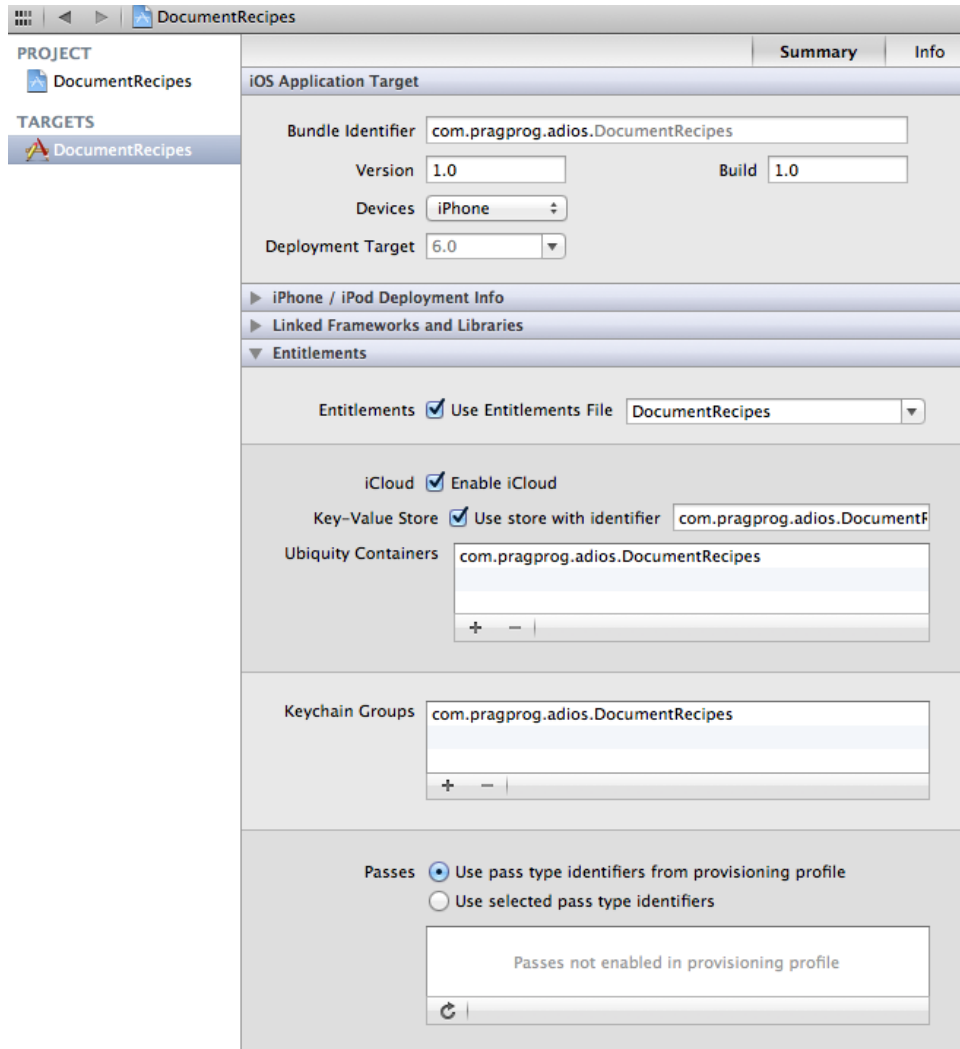 DocumentRecipes
PROJECT
DocumentRecipes
TARGETS
DocumentRecipes
Summary
Info
iOS Application Target
Bundle Identifier com.pragprog.adios.DocumentRecipes
Version 1.0 Build 1.0
Devices iPhone
Deployment Target 6.0
iPhone / iPod Deployment Info
Linked Frameworks and Libraries
Entitlements
Entitlements Use Entitlements File DocumentRecipes
iCloud Enable iCloud
Key-Value Store Use store with identifier com.pragprog.adios.DocumentR
Ubiquity Containers com.pragprog.adios.DocumentRecipes
Keychain Groups com.pragprog.adios.DocumentRecipes
Passes Use pass type identifiers from provisioning profile
Use selected pass type identifiers
Passes not enabled in provisioning profile